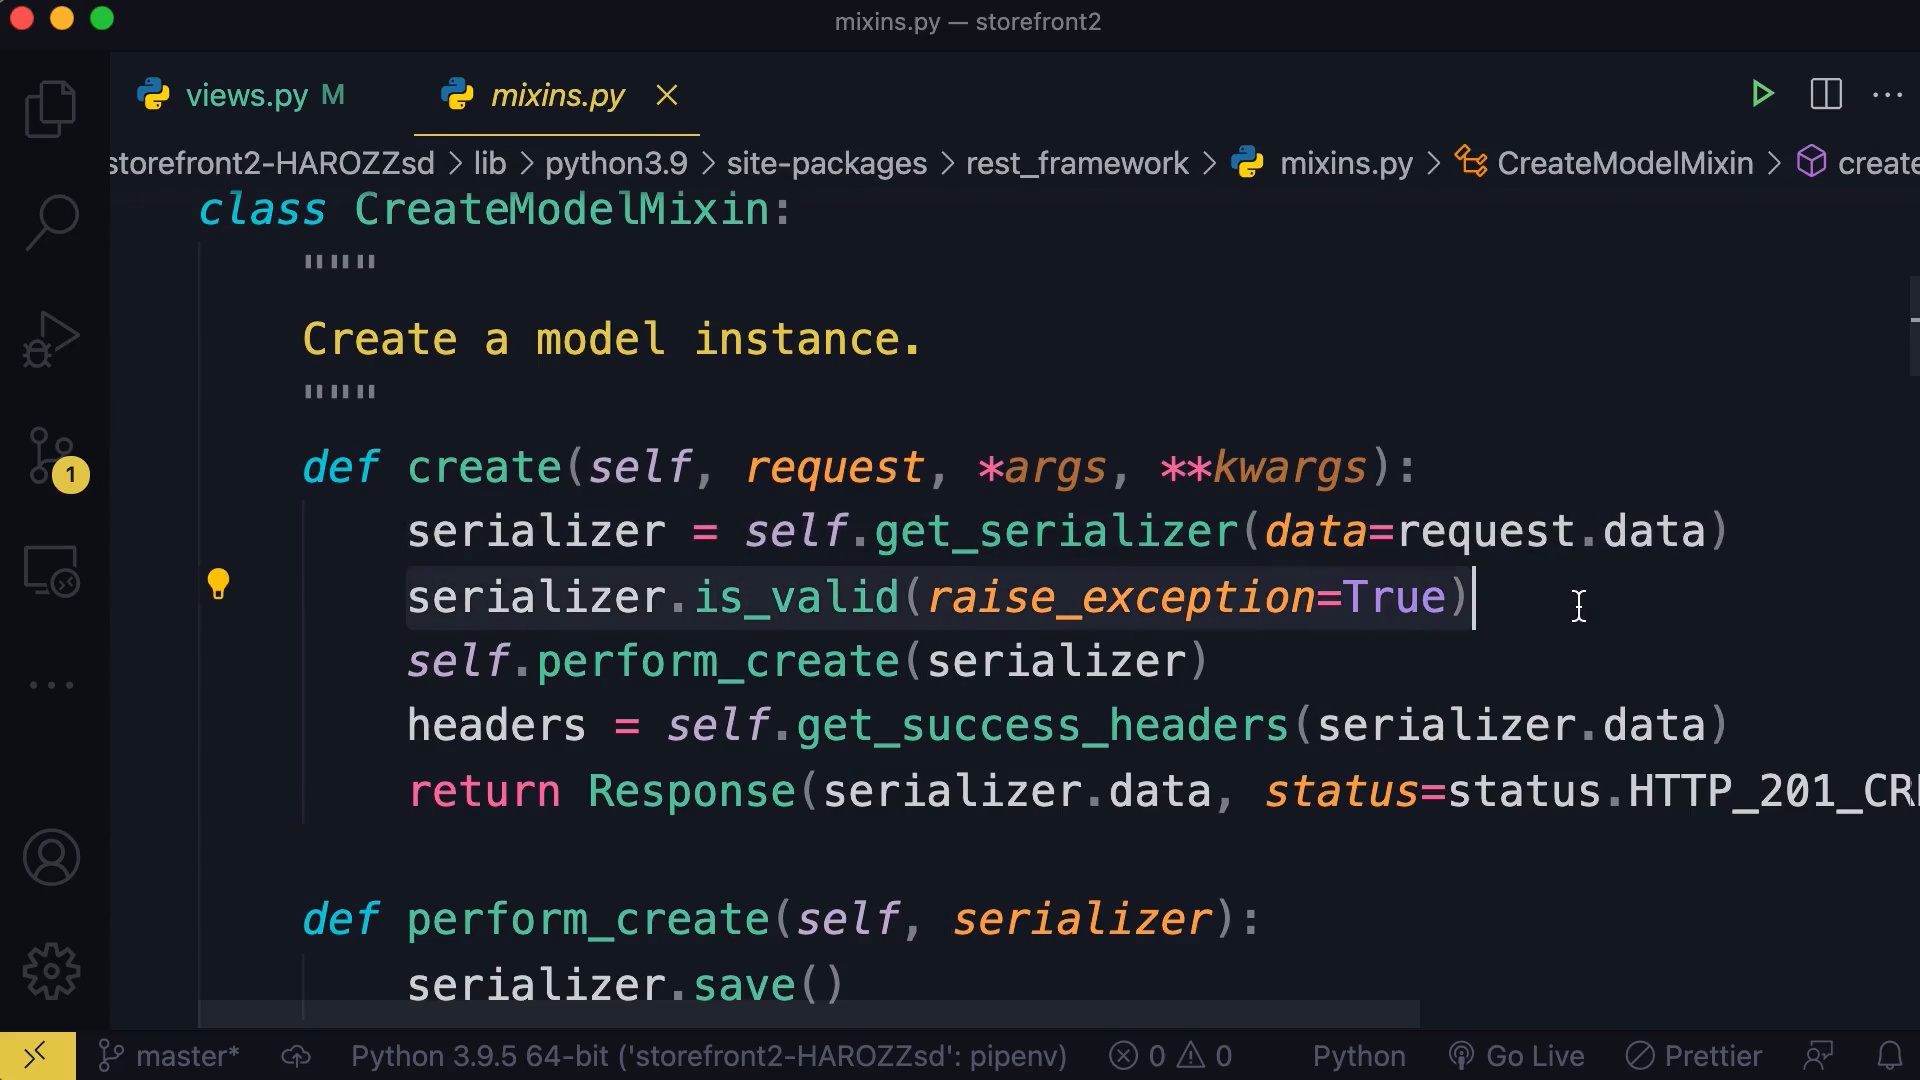 mixins.py — storefront2
views.py M mixins.py
storefront2-HAROZZsd > lib > python3.9 > site-packages > rest_framework > mixins.py > CreateModelMixin > create
class CreateModelMixin:
"""
Create a model instance.
"""
def create(self, request, *args, **kwargs):
serializer = self.get_serializer(data=request.data)
serializer.is_valid(raise_exception=True)
self.perform_create(serializer)
headers = self.get_success_headers(serializer.data)
return Response(serializer.data, status=status.HTTP_201_CR
def perform_create(self, serializer):
serializer.save()
1
master* Python 3.9.5 64-bit ('storefront2-HAROZZsd': pipenv) 0 0 Python Go Live Prettier